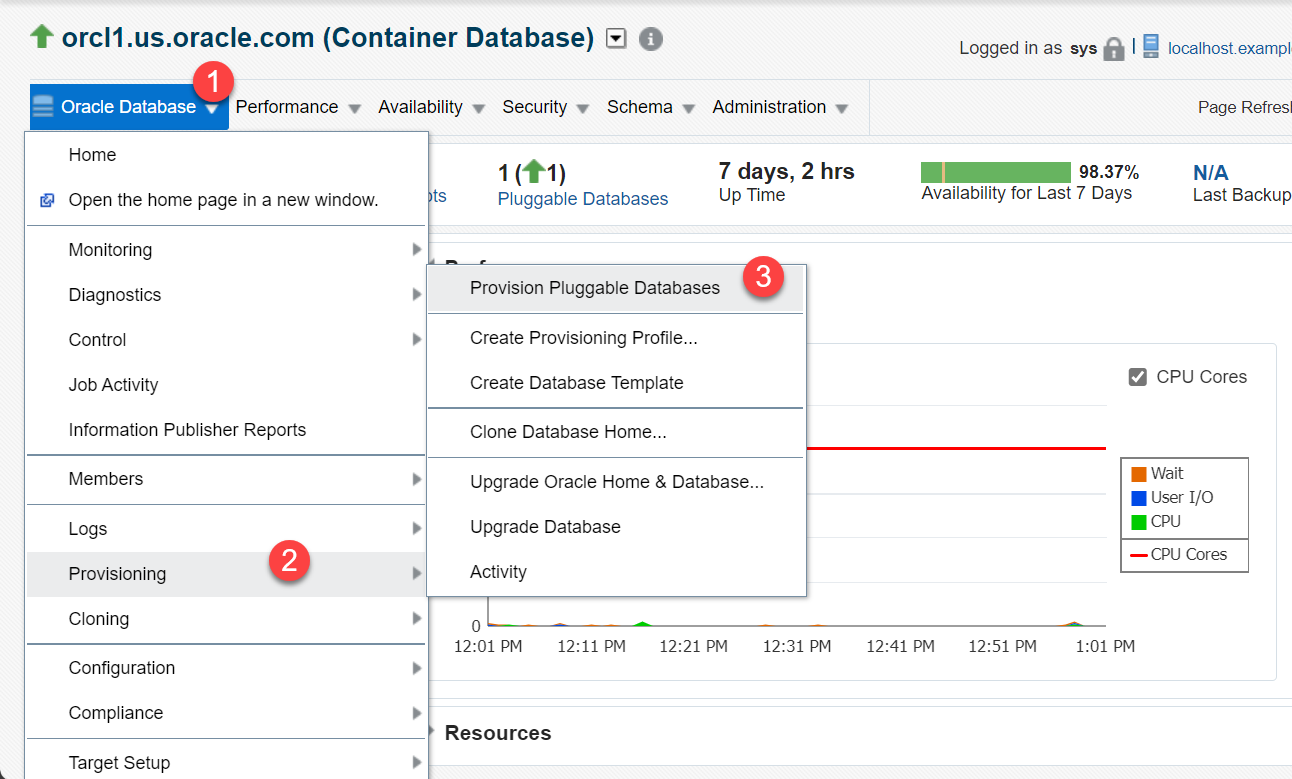 orcl1.us.oracle.com (Container Database)
Logged in as sys
localhost.exampl
1
Oracle Database
Performance
Availability
Security
Schema
Administration
Page Refresh
Home
Open the home page in a new window.
1 (1)
Pluggable Databases
7 days, 2 hrs
Up Time
98.37%
Availability for Last 7 Days
N/A
Last Backup
Monitoring
Diagnostics
Control
Job Activity
Information Publisher Reports
Members
Logs
Provisioning
2
Cloning
Configuration
Compliance
Target Setup
Provision Pluggable Databases
3
Create Provisioning Profile...
Create Database Template
Clone Database Home...
Upgrade Oracle Home & Database...
Upgrade Database
Activity
CPU Cores
Wait
User I/O
CPU
CPU Cores
0
12:01 PM 12:11 PM 12:21 PM 12:31 PM 12:41 PM 12:51 PM 1:01 PM
Resources